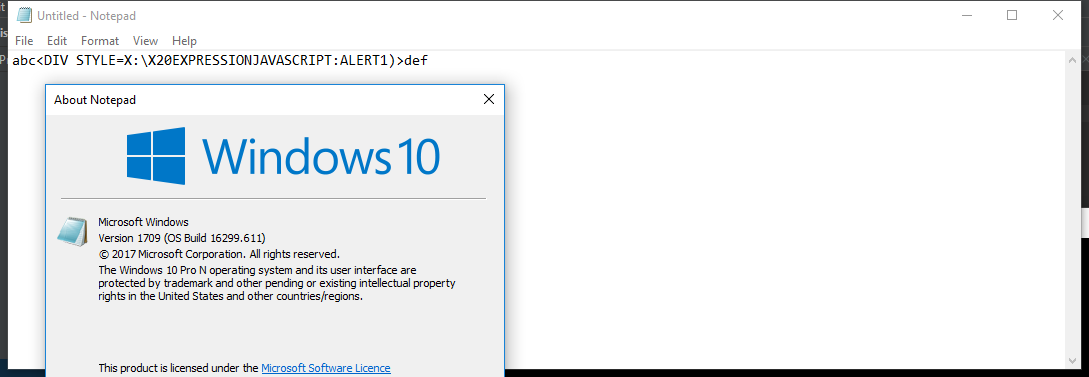 Untitled - Notepad
File Edit Format View Help
abc<DIV STYLE=X:\X20EXPRESSIONJAVASCRIPT:ALERT1)>def
About Notepad
Windows 10
Microsoft Windows
Version 1709 (OS Build 16299.611)
© 2017 Microsoft Corporation. All rights reserved.
The Windows 10 Pro N operating system and its user interface are
protected by trademark and other pending or existing intellectual property
rights in the United States and other countries/regions.
This product is licensed under the Microsoft Software Licence